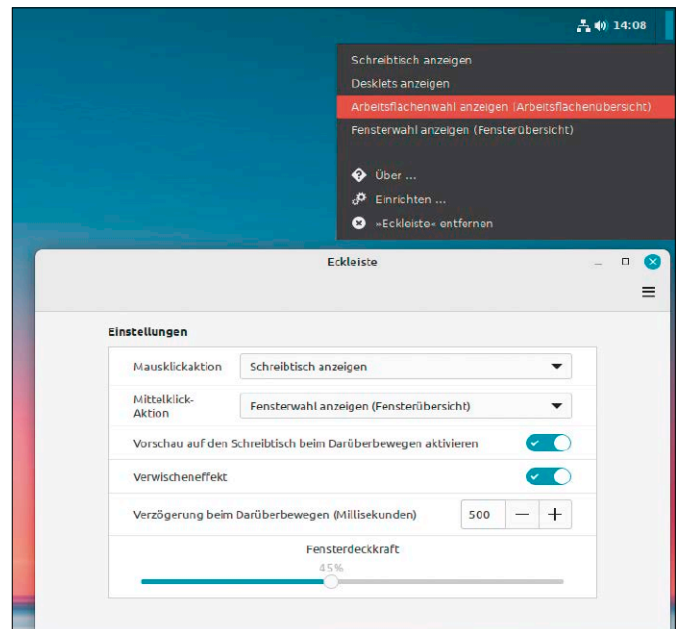 14:08
Schreibtisch anzeigen
Desklets anzeigen
Arbeitsflächenwahl anzeigen (Arbeitsflächenübersicht)
Fensterwahl anzeigen (Fensterübersicht)
Über ...
Einrichten ...
»Eckleiste« entfernen
Eckleiste
Einstellungen
Mausklickaktion Schreibtisch anzeigen
Mittelklick-
Aktion Fensterwahl anzeigen (Fensterübersicht)
Vorschau auf den Schreibtisch beim Darüberbewegen aktivieren
Verwischeneffekt
Verzögerung beim Darüberbewegen (Millisekunden) 500
Fensterdeckkraft
45%